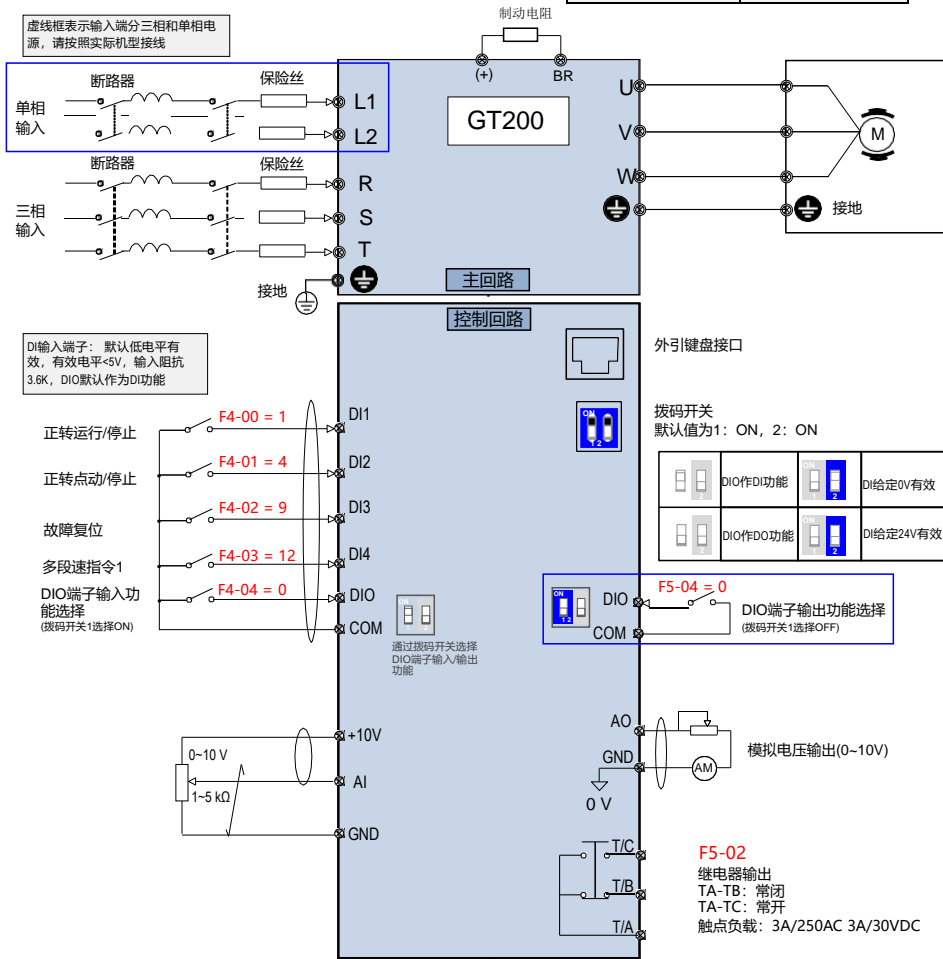 制动电阻
虚线框表示输入端分三相和单相电
源，请按照实际机型接线
(+)
BR
断路器
保险丝
单相
输入
L1
L2
GT200
U
V
W
M
断路器
保险丝
三相
输入
R
S
T
接地
接地
主回路
控制回路
DI输入端子： 默认低电平有
效，有效电平<5V，输入阻抗
3.6K，DIO默认作为DI功能
外引键盘接口
ON
1 2
拨码开关
默认值为1：ON，2：ON
2
DIO作DI功能
ON
2
DI给定0V有效
2
DIO作DO功能
ON
2
DI给定24V有效
正转运行/停止
F4-00 = 1
DI1
正转点动/停止
F4-01 = 4
DI2
故障复位
F4-02 = 9
DI3
多段速指令1
F4-03 = 12
DI4
DIO端子输入功
能选择
(拨码开关1选择ON)
F4-04 = 0
DIO
COM
ON
通过拨码开关选择
DIO端子输入/输出
功能
ON
1 2
DIO
COM
F5-04 = 0
DIO端子输出功能选择
(拨码开关1选择OFF)
+10V
0~10 V
1~5 kΩ
AI
GND
AO
GND
0 V
AM
模拟电压输出(0~10V)
T/C
T/B
T/A
F5-02
继电器输出
TA-TB：常闭
TA-TC：常开
触点负载：3A/250AC 3A/30VDC